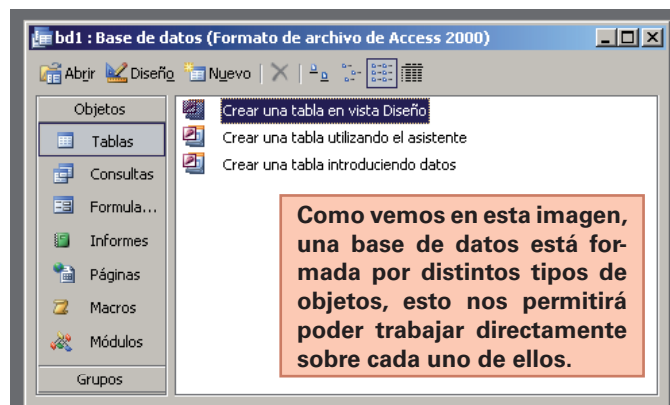 bd1 : Base de datos (Formato de archivo de Access 2000)
Abrir Diseño Nuevo
Objetos
Tablas
Consultas
Formula...
Informes
Páginas
Macros
Módulos
Grupos
Crear una tabla en vista Diseño
Crear una tabla utilizando el asistente
Crear una tabla introduciendo datos
Como vemos en esta imagen,
una base de datos está for-
mada por distintos tipos de
objetos, esto nos permitirá
poder trabajar directamente
sobre cada uno de ellos.